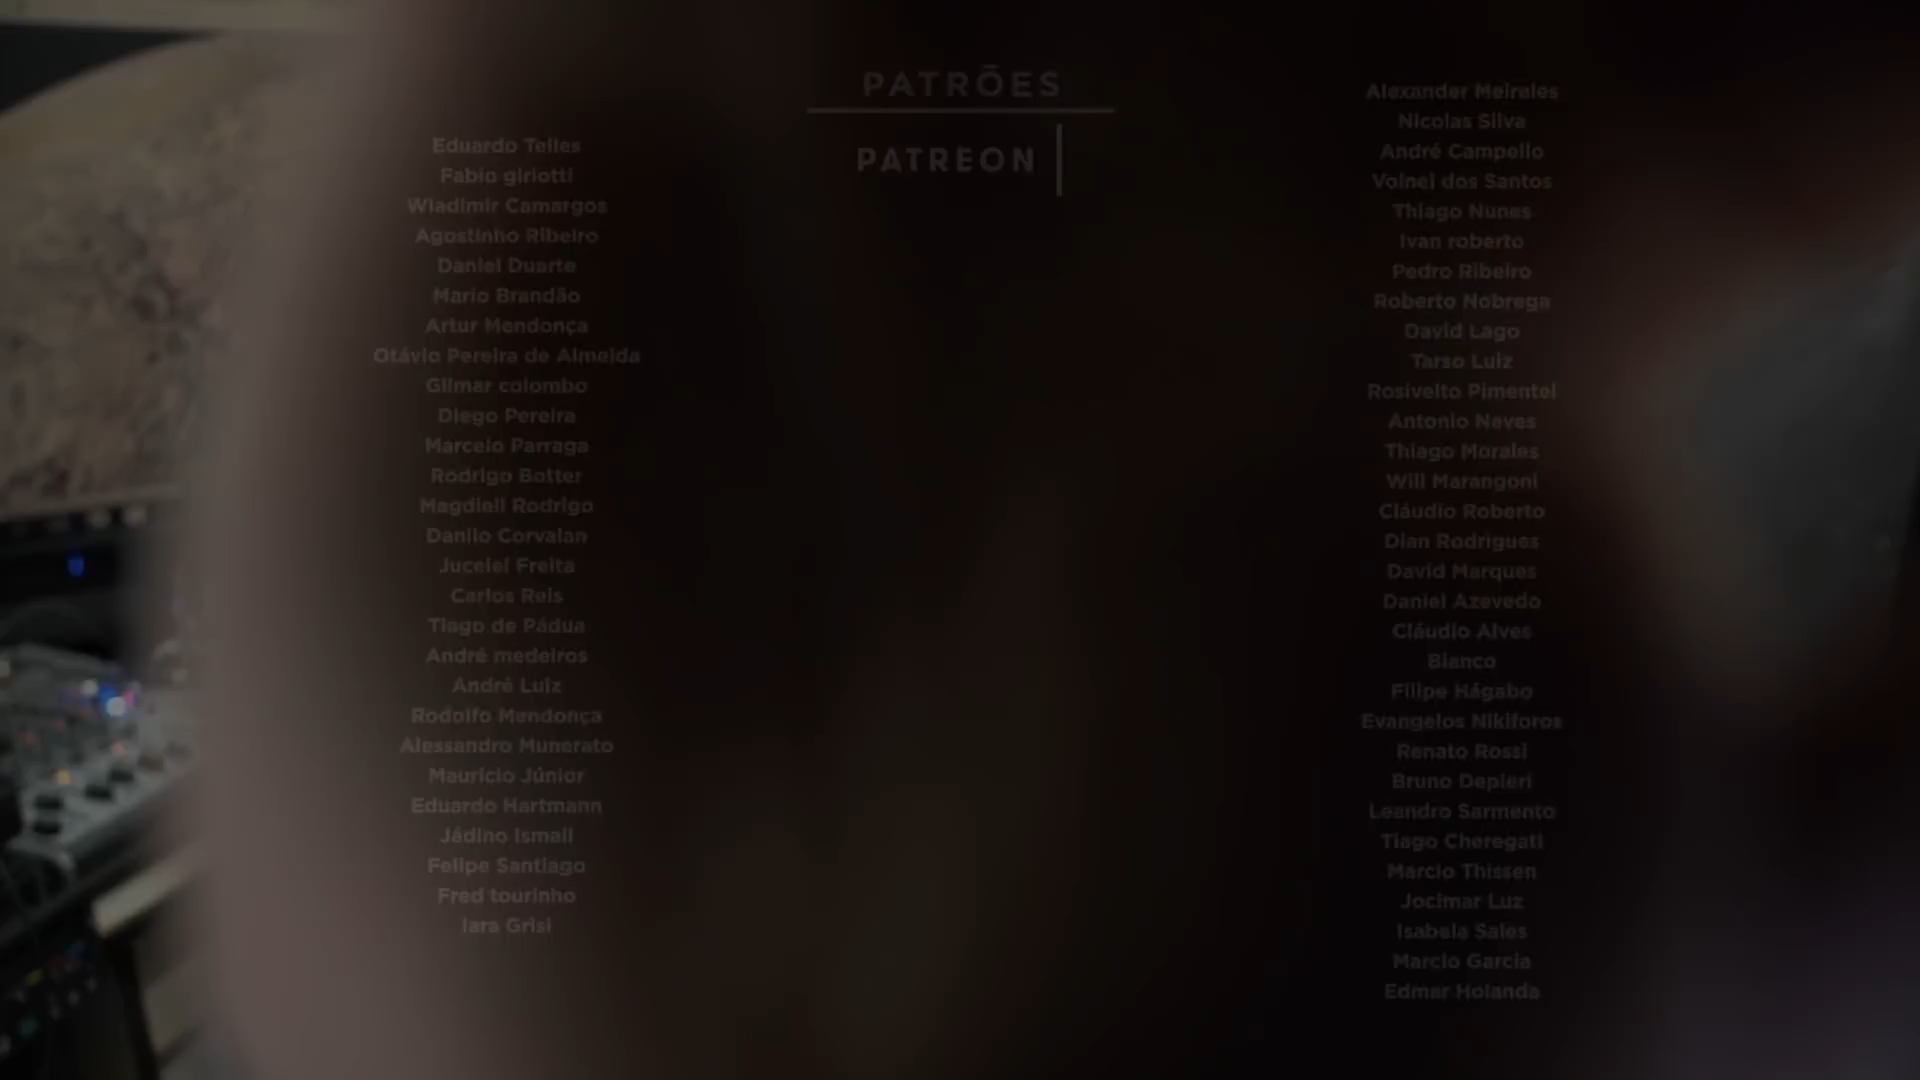 PATRÕES
PATREON
Eduardo Telles
Fabio giriotti
Wladimir Camargos
Agostinho Ribeiro
Daniel Duarte
Mario Brandão
Artur Mendonça
Otávio Pereira de Almeida
Gilmar colombo
Diego Pereira
Marcelo Parraga
Rodrigo Botter
Magdiell Rodrigo
Danilo Corvalan
Jucelei Freita
Carlos Reis
Tiago de Pádua
André medeiros
André Luiz
Rodolfo Mendonça
Alessandro Munerato
Maurício Júnior
Eduardo Hartmann
Jádino Ismail
Felipe Santiago
Fred tourinho
Iara Grisi
Alexander Meireles
Nicolas Silva
André Campello
Volnei dos Santos
Thiago Nunes
Ivan roberto
Pedro Ribeiro
Roberto Nobrega
David Lago
Tarso Luiz
Rosivelto Pimentel
Antonio Neves
Thiago Morales
Will Marangoni
Cláudio Roberto
Dian Rodrigues
David Marques
Daniel Azevedo
Cláudio Alves
Bianco
Filipe Hágabo
Evangelos Nikiforos
Renato Rossi
Bruno Depieri
Leandro Sarmento
Tiago Cheregati
Marcio Thissen
Jocimar Luz
Isabela Sales
Marcio Garcia
Edmar Holanda